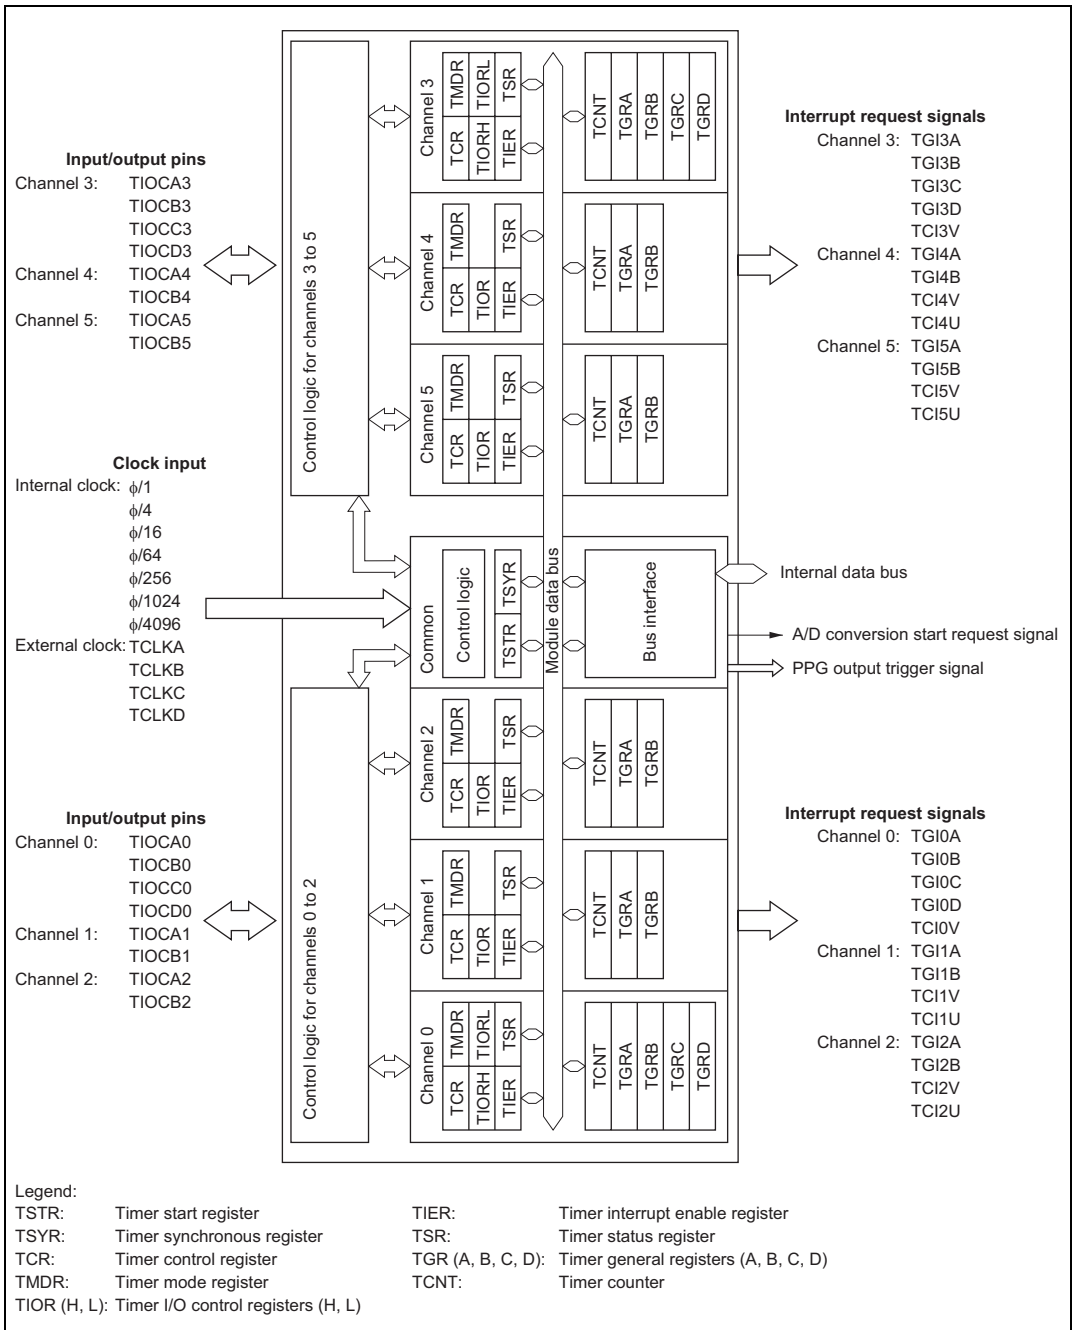 Input/output pins
Channel 3: TIOCA3
TIOCB3
TIOCC3
TIOCD3
Channel 4: TIOCA4
TIOCB4
Channel 5: TIOCA5
TIOCB5
Clock input
Internal clock: ϕ/1
ϕ/4
ϕ/16
ϕ/64
ϕ/256
ϕ/1024
ϕ/4096
External clock: TCLKA
TCLKB
TCLKC
TCLKD
Input/output pins
Channel 0: TIOCA0
TIOCB0
TIOCC0
TIOCD0
Channel 1: TIOCA1
TIOCB1
Channel 2: TIOCA2
TIOCB2
Control logic for channels 3 to 5
Control logic for channels 0 to 2
Channel 3
TCR TMDR
TIORH TIORL
TIER TSR
TCNT
TGRA
TGRB
TGRC
TGRD
Channel 4
TCR TMDR
TIOR
TIER TSR
TCNT
TGRA
TGRB
Channel 5
TCR TMDR
TIOR
TIER TSR
TCNT
TGRA
TGRB
Common
Control logic
TSTR TSYR
Module data bus
Bus interface
Channel 2
TCR TMDR
TIOR
TIER TSR
TCNT
TGRA
TGRB
Channel 1
TCR TMDR
TIOR
TIER TSR
TCNT
TGRA
TGRB
Channel 0
TCR TMDR
TIORH TIORL
TIER TSR
TCNT
TGRA
TGRB
TGRC
TGRD
Interrupt request signals
Channel 3: TGI3A
TGI3B
TGI3C
TGI3D
TCI3V
Channel 4: TGI4A
TGI4B
TCI4V
TCI4U
Channel 5: TGI5A
TGI5B
TCI5V
TCI5U
Internal data bus
A/D conversion start request signal
PPG output trigger signal
Interrupt request signals
Channel 0: TGI0A
TGI0B
TGI0C
TGI0D
TCI0V
Channel 1: TGI1A
TGI1B
TCI1V
TCI1U
Channel 2: TGI2A
TGI2B
TCI2V
TCI2U
Legend:
TSTR: Timer start register
TSYR: Timer synchronous register
TCR: Timer control register
TMDR: Timer mode register
TIOR (H, L): Timer I/O control registers (H, L)
TIER: Timer interrupt enable register
TSR: Timer status register
TGR (A, B, C, D): Timer general registers (A, B, C, D)
TCNT: Timer counter